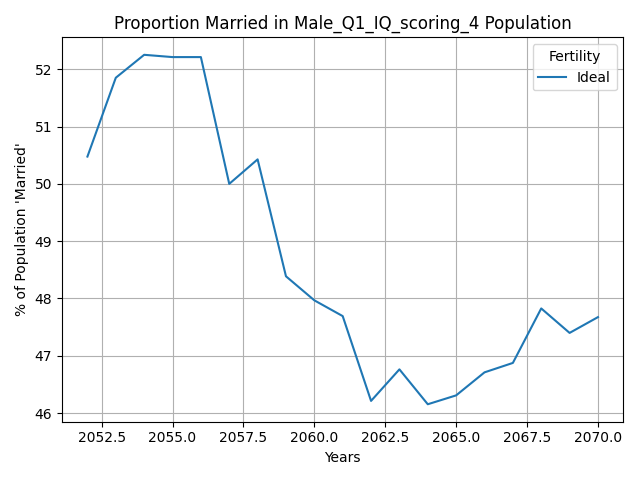 Proportion Married in Male_Q1_IQ_scoring_4 Population
Fertility
Ideal
% of Population 'Married'
52
51
50
49
48
47
46
2052.5 2055.0 2057.5 2060.0 2062.5 2065.0 2067.5 2070.0
Years